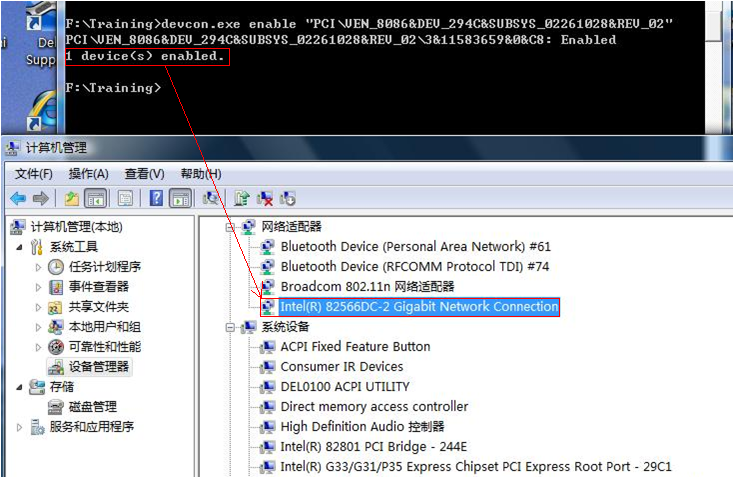 F:\Training>devcon.exe enable "PCI\VEN_8086&DEV_294C&SUBSYS_02261028&REV_02"
PCI\VEN_8086&DEV_294C&SUBSYS_02261028&REV_02\3&11583659&0&C8: Enabled
1 device(s) enabled.
F:\Training>
Del
Supp
计算机管理
文件(F) 操作(A) 查看(V) 帮助(H)
计算机管理(本地)
系统工具
任务计划程序
事件查看器
共享文件夹
本地用户和组
可靠性和性能
设备管理器
存储
磁盘管理
服务和应用程序
网络适配器
Bluetooth Device (Personal Area Network) #61
Bluetooth Device (RFCOMM Protocol TDI) #74
Broadcom 802.11n 网络适配器
Intel(R) 82566DC-2 Gigabit Network Connection
系统设备
ACPI Fixed Feature Button
Consumer IR Devices
DEL0100 ACPI UTILITY
Direct memory access controller
High Definition Audio 控制器
Intel(R) 82801 PCI Bridge - 244E
Intel(R) G33/G31/P35 Express Chipset PCI Express Root Port - 29C1